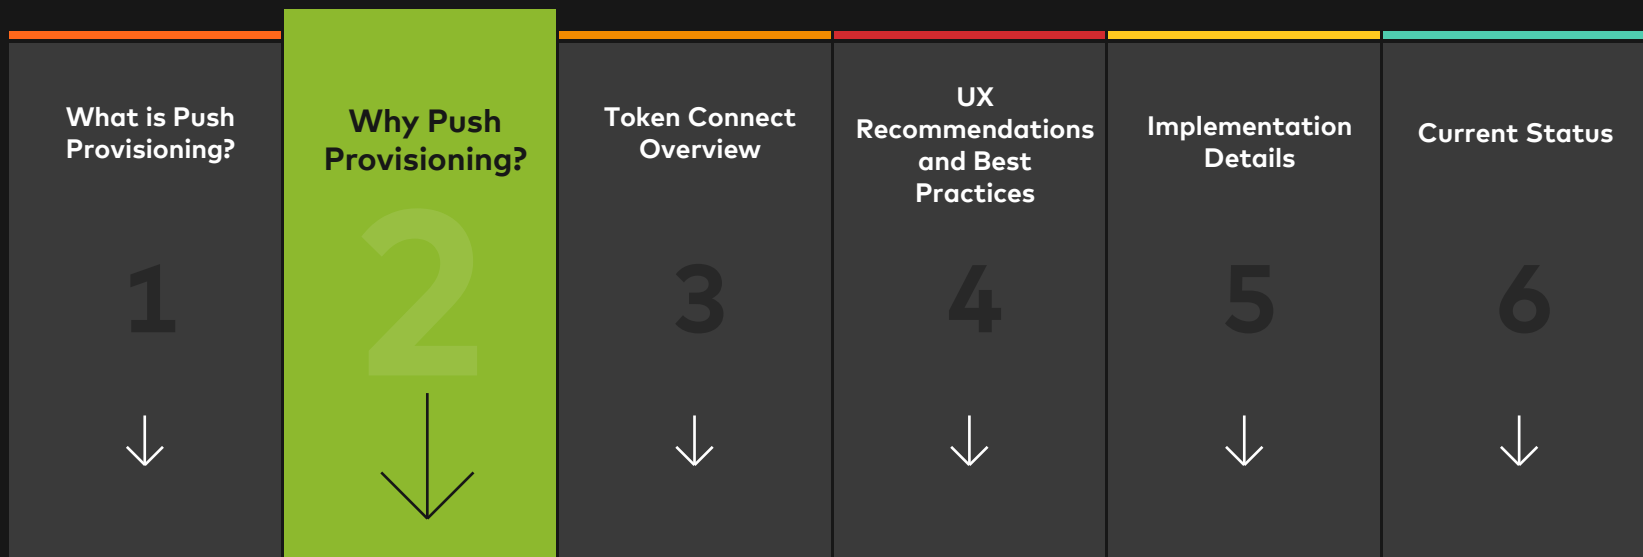 What is Push
Provisioning?
1
Why Push
Provisioning?
2
Token Connect
Overview
3
UX
Recommendations
and Best
Practices
4
Implementation
Details
5
Current Status
6